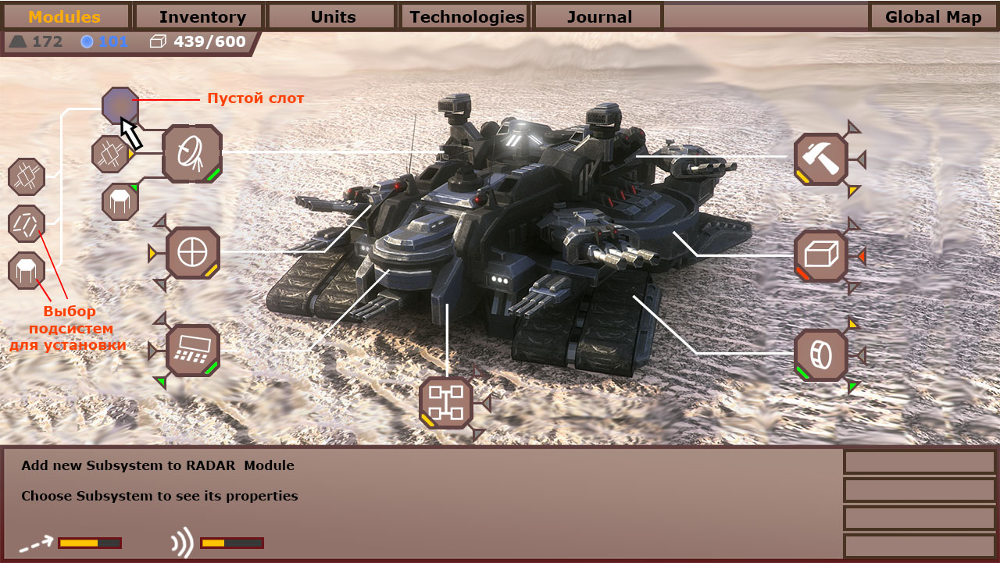 Modules
Inventory
Units
Technologies
Journal
Global Map
172
101
439/600
Пустой слот
Выбор
подсистем
для установки
Add new Subsystem to RADAR Module
Choose Subsystem to see its properties